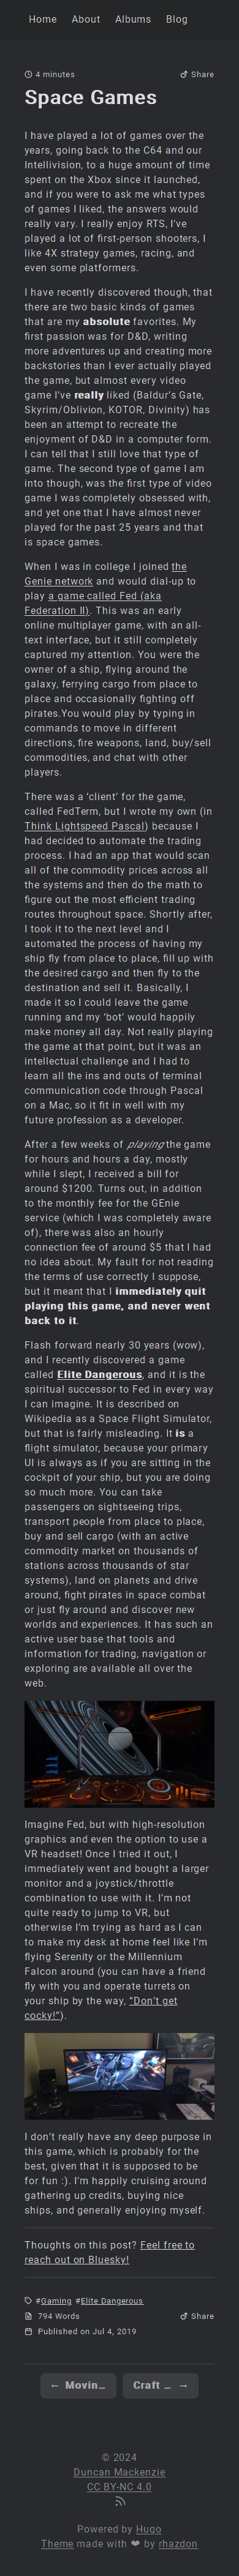 Home About Albums Blog
4 minutes Share
Space Games
I have played a lot of games over the
years, going back to the C64 and our
Intellivision, to a huge amount of time
spent on the Xbox since it launched,
and if you were to ask me what types
of games I liked, the answers would
really vary. I really enjoy RTS, I've
played a lot of first-person shooters, I
like 4X strategy games, racing, and
even some platformers.
I have recently discovered though, that
there are two basic kinds of games
that are my absolute favorites. My
first passion was for D&D, writing
more adventures up and creating more
backstories than I ever actually played
the game, but almost every video
game I've really liked (Baldur's Gate,
Skyrim/Oblivion, KOTOR, Divinity) has
been an attempt to recreate the
enjoyment of D&D in a computer form.
I can tell that I still love that style of
role playing. The second type of game I am
into though, was the first type of video
game I was completely obsessed with,
and yet one that I have almost never
played for the past 25 years and that
is space games.
When I was in college I joined the
Genie network and would dial-up to
play a game called Fed (aka
Federation II). This was an early
online multiplayer game, with an all-
text interface, but it still completely
captured my attention. You were the
owner of a ship, flying around the
galaxy, ferrying cargo from place to
place and occasionally fighting off
pirates.You would play by typing in
commands to move in different
directions, fire weapons, land, buy/sell
commodities, and chat with other
players.
There was a ‘client’ for the game,
called FedTerm, but I wrote my own (in
Think Lightspeed Pascal) because I
had decided to automate the trading
process. I had an app that would scan
all of the commodity prices across all
the systems and then do the math to
figure out the most efficient trading
routes throughout space. Shortly after,
I took it to the next level and I
automated the process of having my
ship fly from place to place, fill up with
the desired cargo and then fly to the
destination and sell it. Basically, I
made it so I could leave the game
running and my ‘bot’ would happily
make money all day. Not really playing
the game at that point, but it was an
intellectual challenge and I had to
learn all the ins and outs of terminal
communication code through Pascal
on a Mac, so it fit in well with my
future profession as a developer.
After a few weeks of playing the game
for hours and hours a day, mostly
while I slept, I received a bill for
around $1200. Turns out, in addition
to the monthly fee for the GEnie
service (which I was completely aware
of), there was also an hourly
connection fee of around $5 that I had
no idea about. My fault for not reading
the terms of use correctly I suppose,
but it meant that I immediately quit
playing this game, and never went
back to it.
Flash forward nearly 30 years (wow),
and I recently discovered a game
called Elite Dangerous, and it is the
spiritual successor to Fed in every way
I can imagine. It is described on
Wikipedia as a Space Flight Simulator,
but that is fairly misleading. It is a
flight simulator, because your primary
UI is always as if you are sitting in the
cockpit of your ship, but you are doing
so much more. You can take
passengers on sightseeing trips,
transport people from place to place,
buy and sell cargo (with an active
commodity market on thousands of
stations across thousands of star
systems), land on planets and drive
around, fight pirates in space combat
or just fly around and discover new
worlds and experiences. It has such an
active user base that tools and
information for trading, navigation or
exploring are available all over the
web.
Imagine Fed, but with high-resolution
graphics and even the option to use a
VR headset! Once I tried it out, I
immediately went and bought a larger
monitor and a joystick/throttle
combination to use with it. I'm not
quite ready to jump to VR, but
otherwise I'm trying as hard as I can
to make my desk at home feel like I'm
flying Serenity or the Millennium
Falcon around (you can have a friend
fly with you and operate turrets on
your ship by the way, “Don't get
cocky!”).
I don't really have any deep purpose in
this game, which is probably for the
best, given that it is supposed to be
for fun :). I'm happily cruising around
gathering up credits, buying merit
ships, and generally enjoying myself.
Thoughts on this post? Feel free to
reach out on Bluesky!
#Gaming #Elite Dangerous
794 Words Share
Published on Jul 4, 2019
← Movin… Craft … →
© 2024
Duncan Mackenzie
CC BY-NC 4.0
Powered by Hugo
Theme made with ❤ by rhazdon